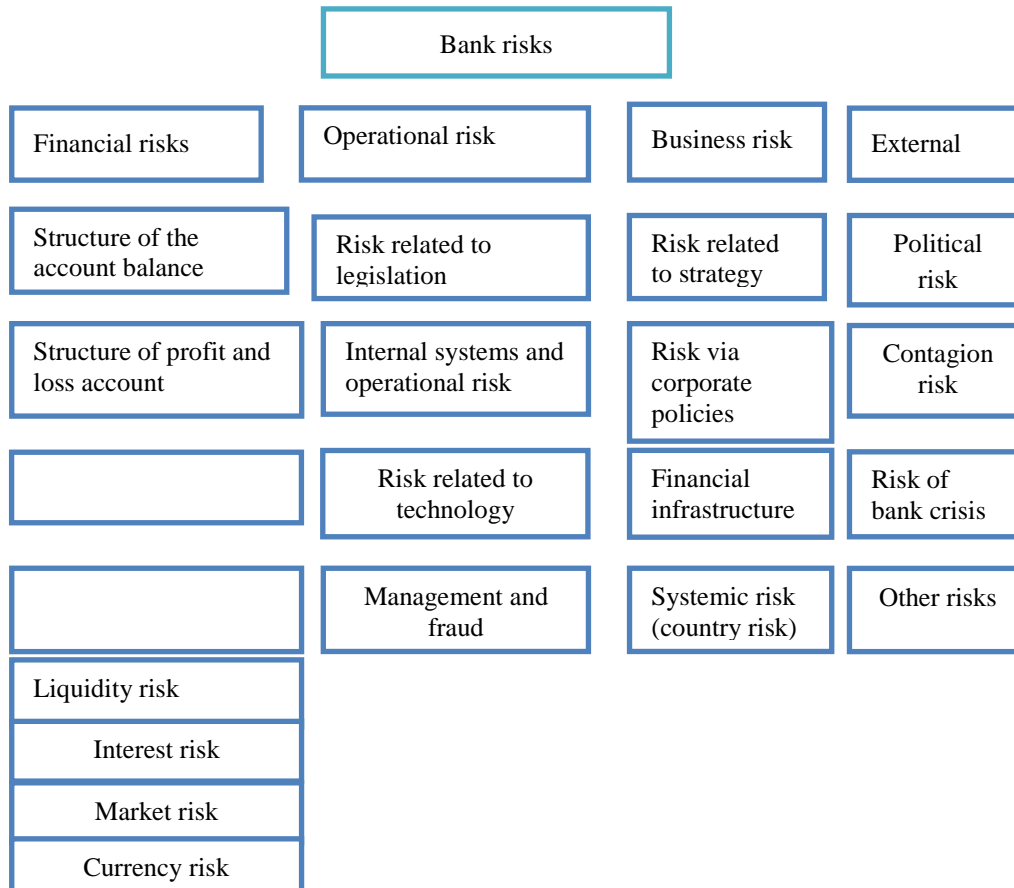 Bank risks
Financial risks
Operational risk
Business risk
External
Structure of the
account balance
Risk related to
legislation
Risk related
to strategy
Political
risk
Structure of profit and
loss account
Internal systems and
operational risk
Risk via
corporate
policies
Contagion
risk
Risk related to
technology
Financial
infrastructure
Risk of
bank crisis
Management and
fraud
Systemic risk
(country risk)
Other risks
Liquidity risk
Interest risk
Market risk
Currency risk